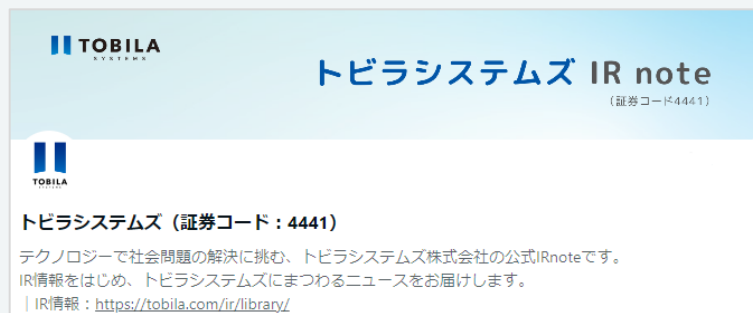 TOBILA
SYSTEMS
トビラシステムズ IR note
(証券コード4441)
TOBILA
SYSTEMS
トビラシステムズ（証券コード：4441）
テクノロジーで社会問題の解決に挑む、トビラシステムズ株式会社の公式IRnoteです。
IR情報をはじめ、トビラシステムズにまつわるニュースをお届けします。
｜IR情報：https://tobila.com/ir/library/